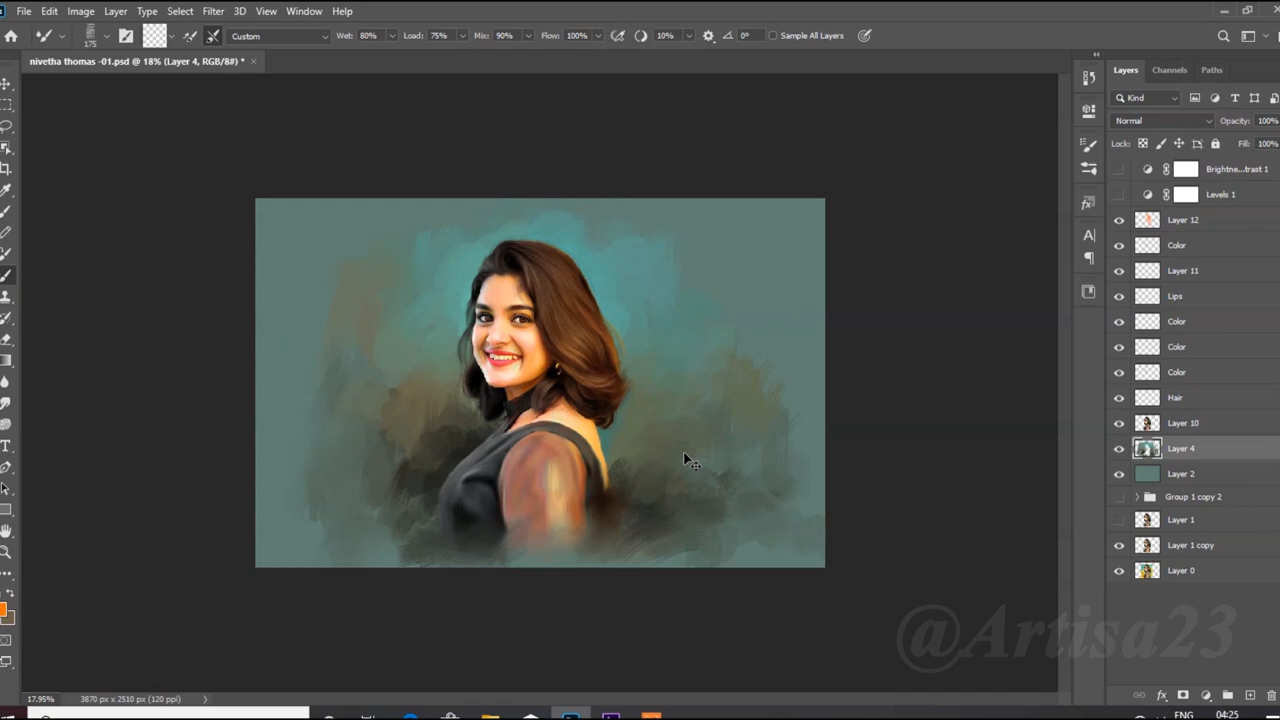 File Edit Image Layer Type Select Filter 3D View Window Help
175 Custom Wet: 80% Load: 75% Mix: 90% Flow: 100% 10% 0° Sample All Layers
nivetha thomas -01.psd @ 18% (Layer 4, RGB/8#) * ×
Layers Channels Paths
Kind
Normal Opacity: 100%
Lock: Fill: 100%
Brightne...trast 1
Levels 1
Layer 12
Color
Layer 11
Lips
Color
Color
Color
Hair
Layer 10
Layer 4
Layer 2
Group 1 copy 2
Layer 1
Layer 1 copy
Layer 0
@Artisa23
17.95% 3870 px x 2510 px (120 ppi)
ENG 04:25